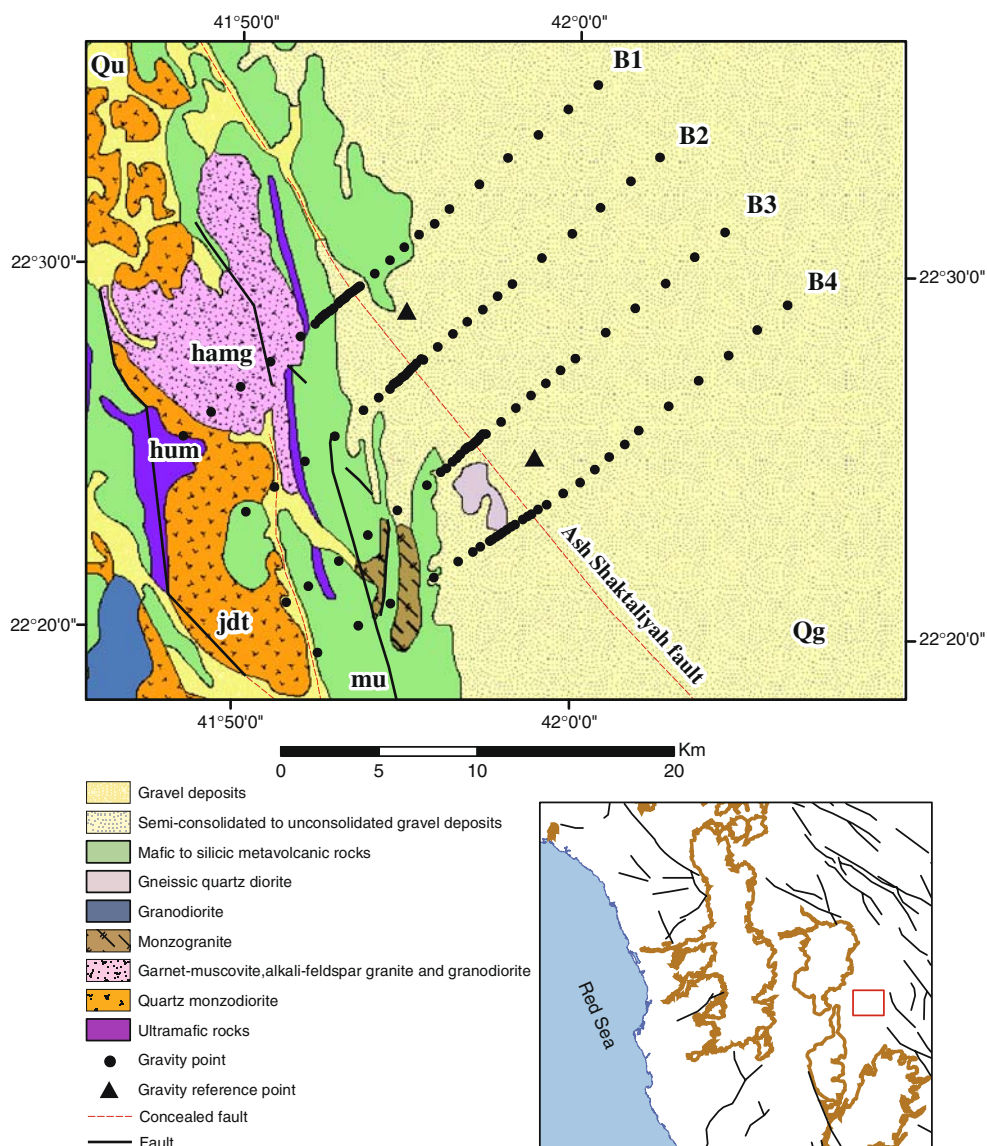 41°50'0"
42°0'0"
Qu
B1
B2
B3
B4
22°30'0"
22°30'0"
hamg
hum
jdt
mu
Ash Shaktaliyah fault
Qg
22°20'0"
22°20'0"
41°50'0"
42°0'0"
Km
0 5 10 20
Gravel deposits
Semi-consolidated to unconsolidated gravel deposits
Mafic to silicic metavolcanic rocks
Gneissic quartz diorite
Granodiorite
Monzogranite
Garnet-muscovite,alkali-feldspar granite and granodiorite
Quartz monzodiorite
Ultramafic rocks
Gravity point
Gravity reference point
Concealed fault
Fault
Red Sea